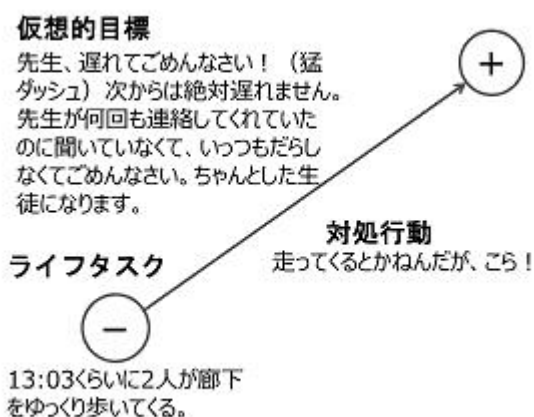 仮想的目標
先生、遅れてごめんなさい！（猛
ダッシュ）次からは絶対遅れません。
先生が何回も連絡してくれていた
のに聞いていなくて、いっつもだらし
なくてごめんなさい。ちゃんとした生
徒になります。
+
対処行動
走ってくるとかねんだが、こら！
ライフタスク
−
13:03くらいに2人が廊下
をゆっくり歩いてくる。